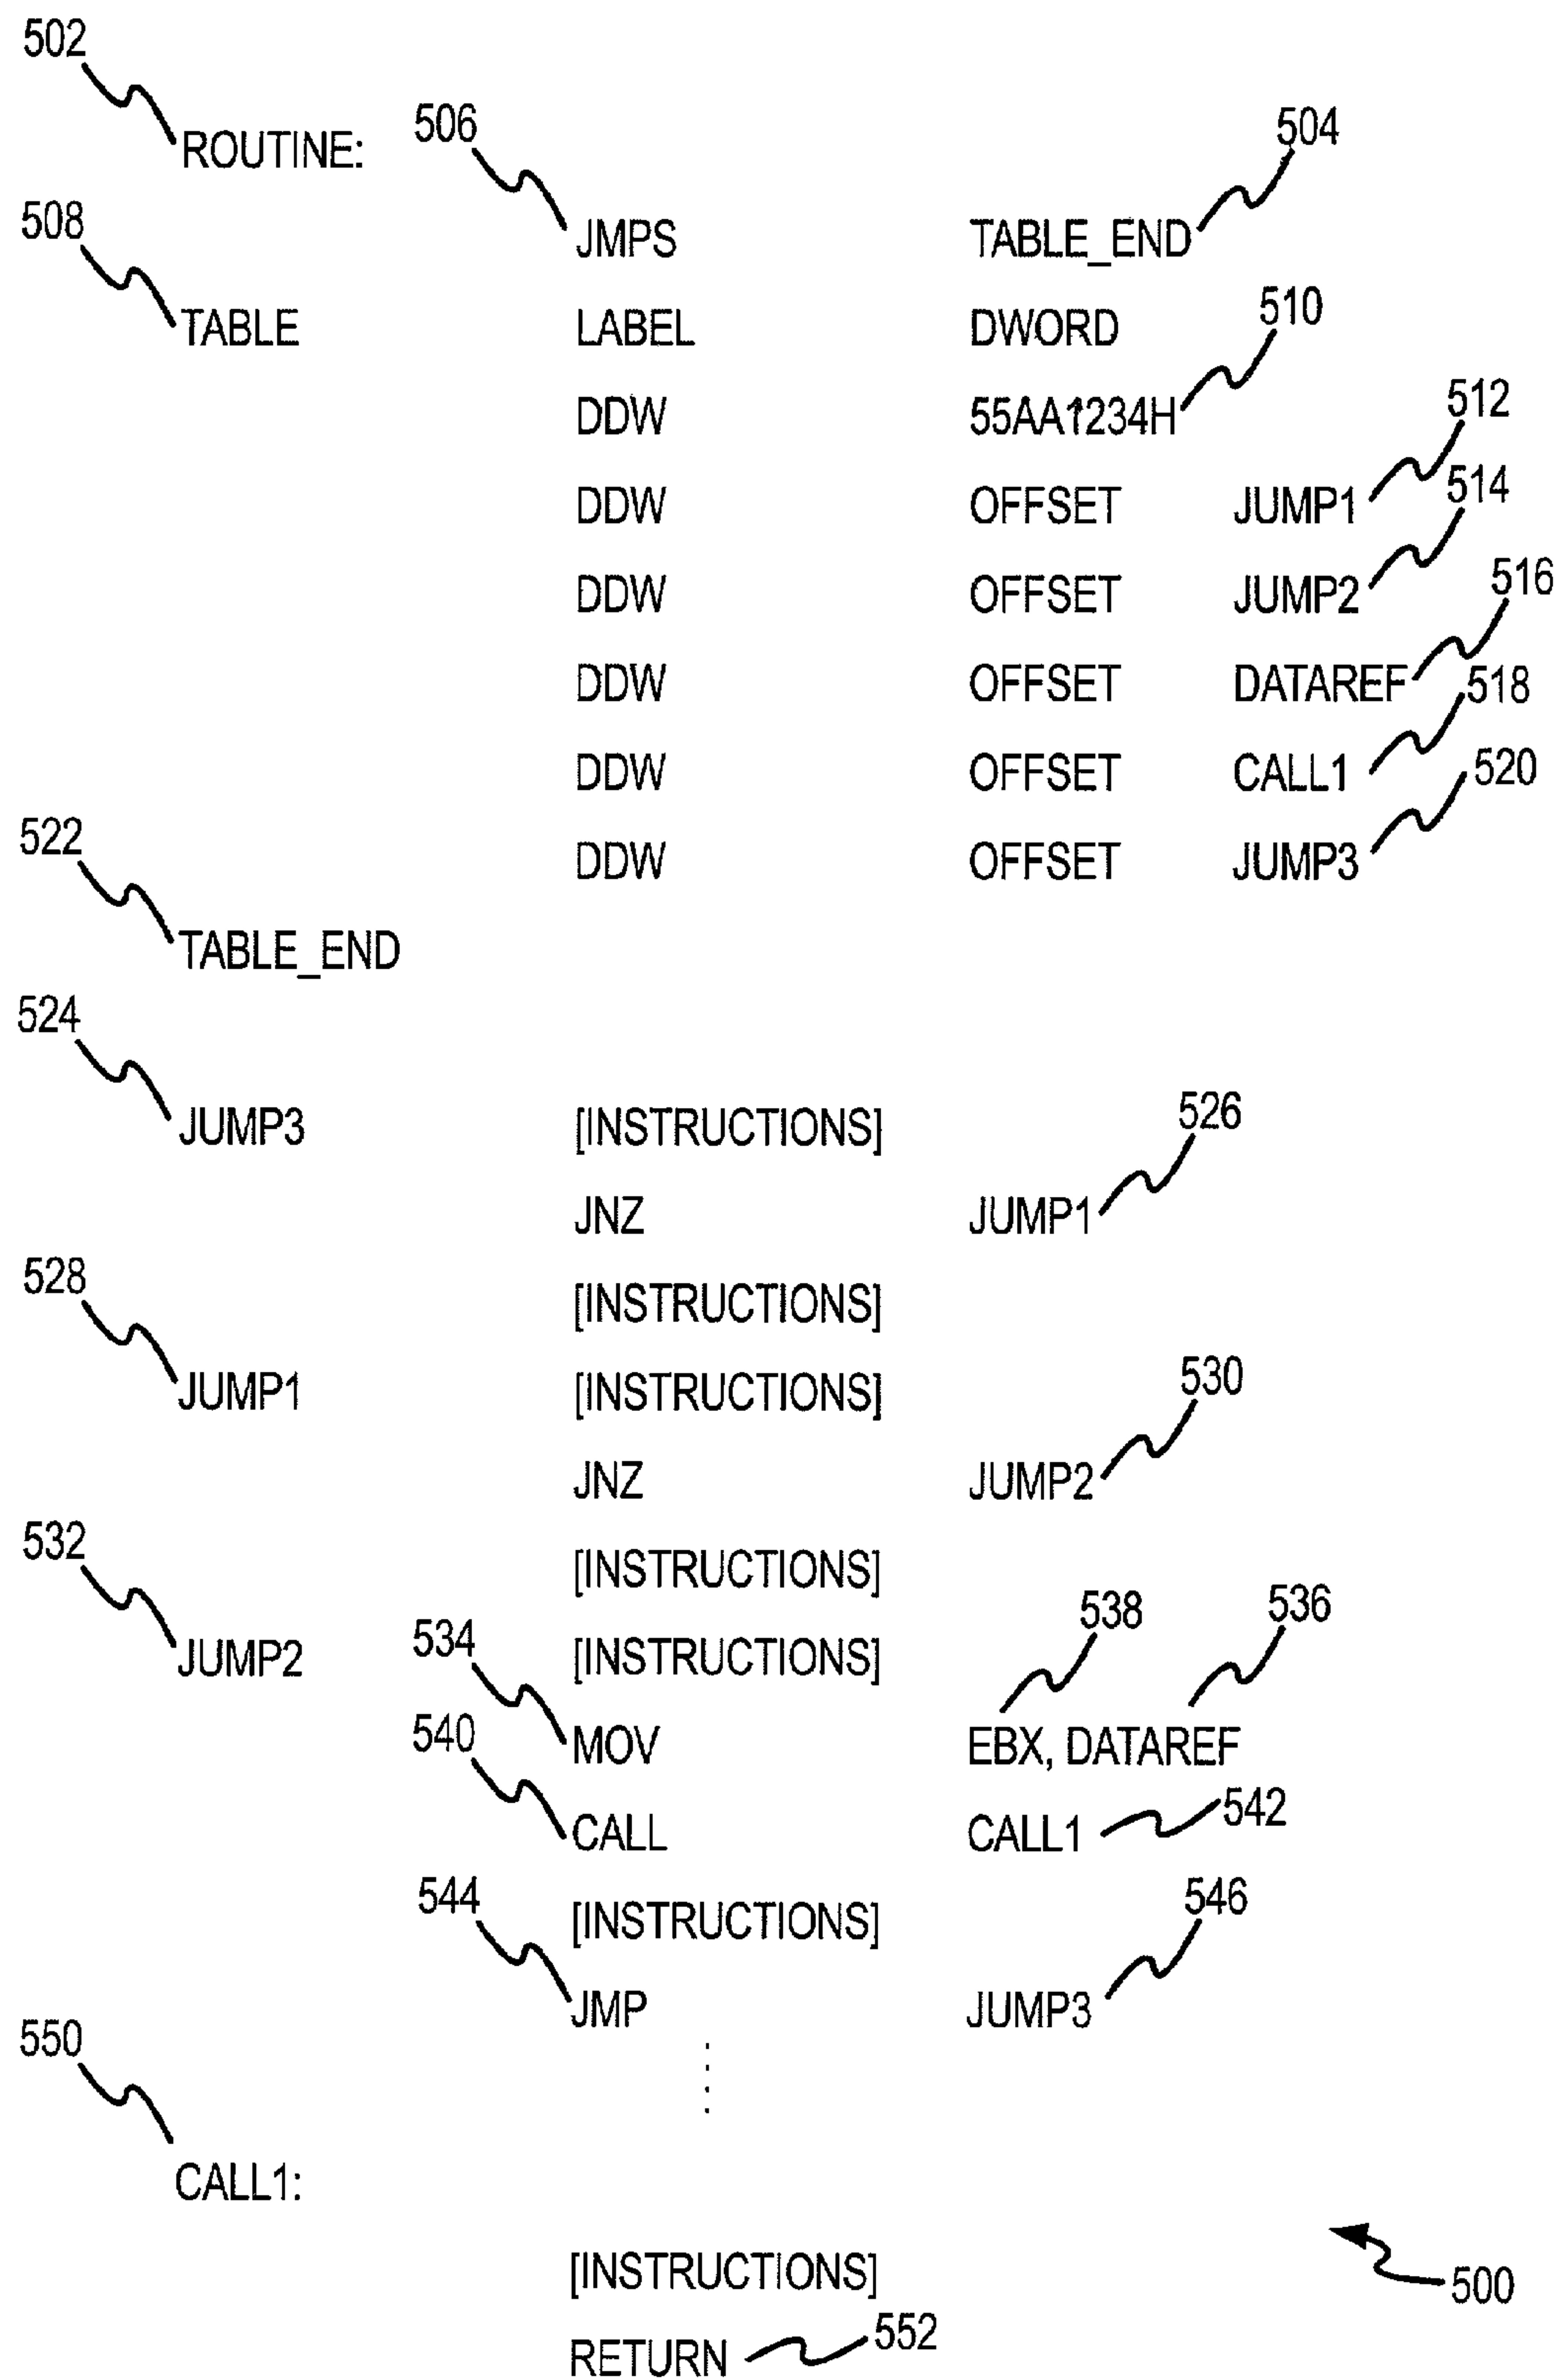 502
506
504
ROUTINE:
508
JMPS TABLE_END
510
TABLE LABEL DWORD
512
DDW 55AA1234H
514
DDW OFFSET JUMP1
516
DDW OFFSET JUMP2
DDW OFFSET DATAREF 518
DDW OFFSET CALL1 520
522
DDW OFFSET JUMP3
TABLE_END
524
526
JUMP3 [INSTRUCTIONS]
JNZ JUMP1
528
[INSTRUCTIONS]
530
JUMP1 [INSTRUCTIONS]
JNZ JUMP2
532
[INSTRUCTIONS]
538 536
534
JUMP2 [INSTRUCTIONS]
540
MOV EBX, DATAREF
542
CALL CALL1
544 546
[INSTRUCTIONS]
JMP JUMP3
550
CALL1:
[INSTRUCTIONS] 500
RETURN 552